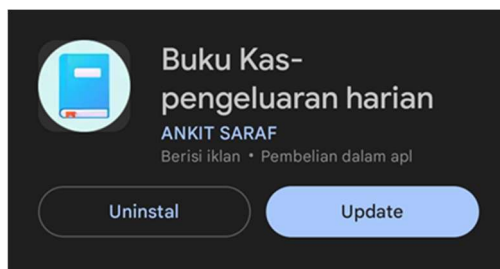 Buku Kas-
pengeluaran harian
ANKIT SARAF
Berisi iklan • Pembelian dalam apl
Uninstal
Update